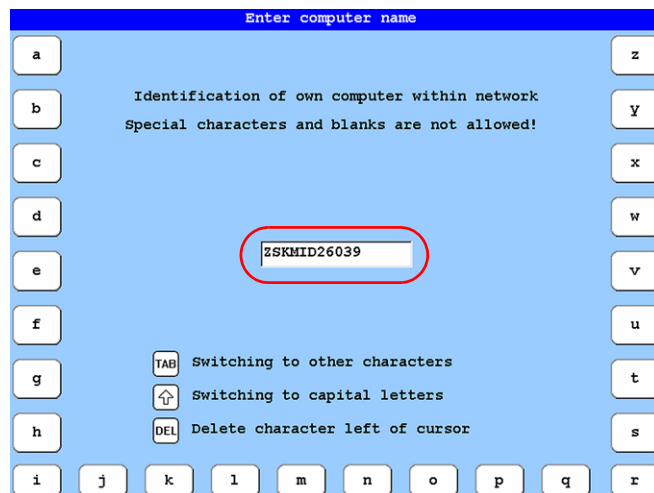 Enter computer name
a
z
Identification of own computer within network
b
y
Special characters and blanks are not allowed!
c
x
d
w
ZSKMID26039
e
v
f
u
TAB Switching to other characters
g
t
Switching to capital letters
h
DEL Delete character left of cursor
s
i j k l m n o p q r